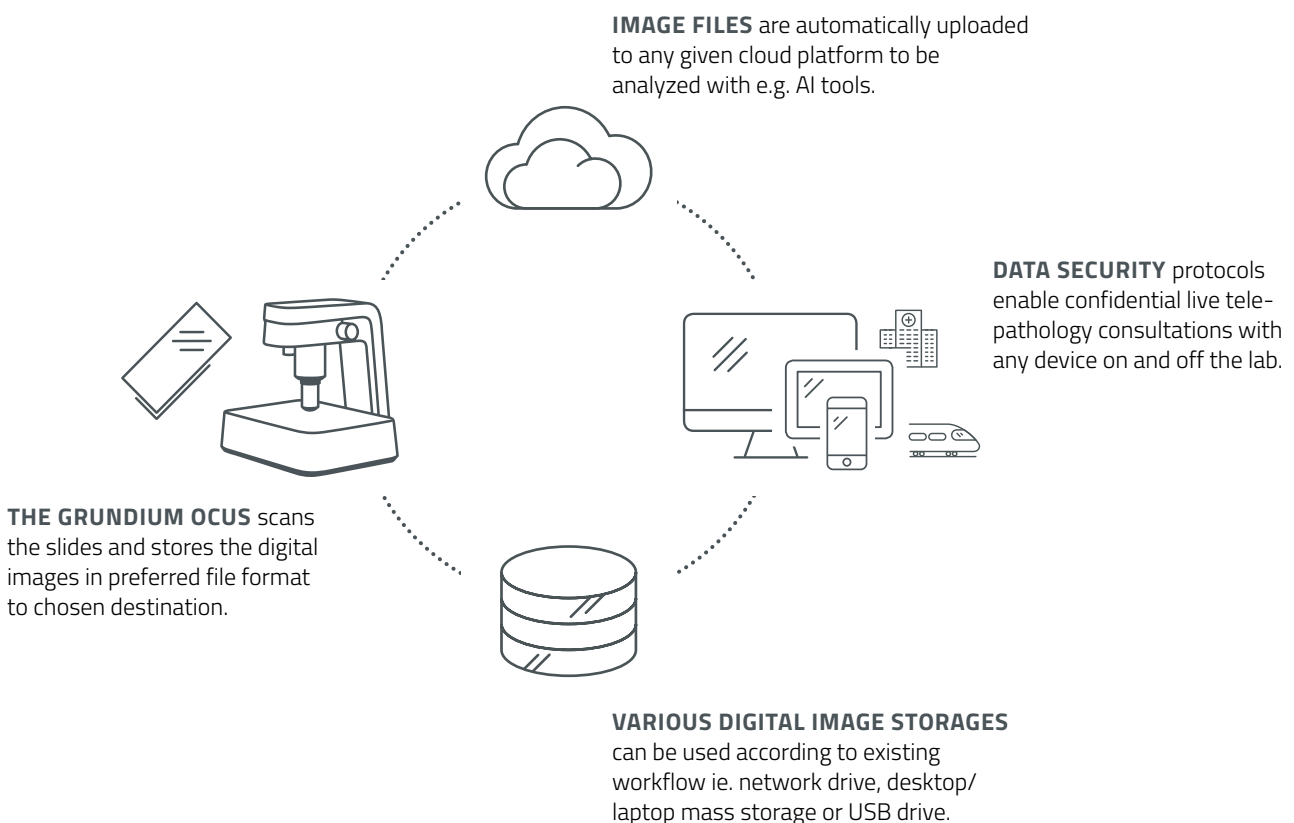 IMAGE FILES are automatically uploaded
to any given cloud platform to be
analyzed with e.g. AI tools.
DATA SECURITY protocols
enable confidential live tele-
pathology consultations with
any device on and off the lab.
THE GRUNDIUM OCUS scans
the slides and stores the digital
images in preferred file format
to chosen destination.
VARIOUS DIGITAL IMAGE STORAGES
can be used according to existing
workflow ie. network drive, desktop/
laptop mass storage or USB drive.